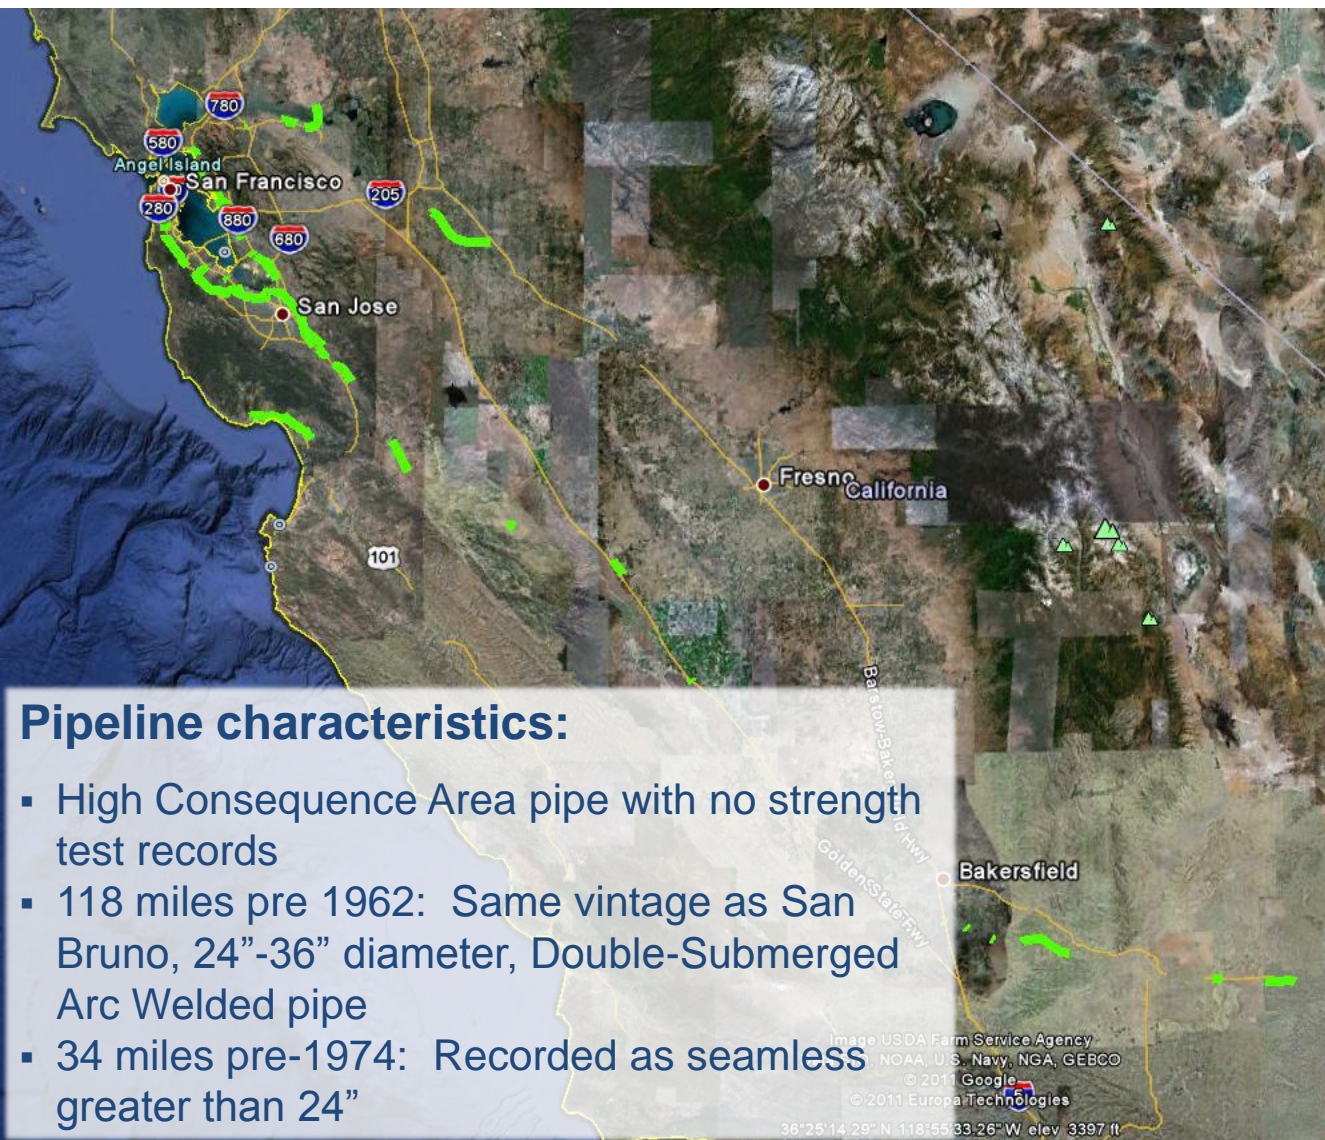 780
580
Angel Island
San Francisco
280
880
205
680
San Jose
Fresno
California
101
Barstow-Bakersfield Hwy
Golden State Fwy
Pipeline characteristics:
▪ High Consequence Area pipe with no strength
test records
▪ 118 miles pre 1962:  Same vintage as San
Bruno, 24”-36” diameter, Double-Submerged
Arc Welded pipe
▪ 34 miles pre-1974:  Recorded as seamless
greater than 24”
Bakersfield
Image USDA Farm Service Agency
NOAA, U.S. Navy, NGA, GEBCO
© 2011 Google
© 2011 Europa Technologies
5
36°25'14.29" N 118°55'33.26" W elev 3397 ft